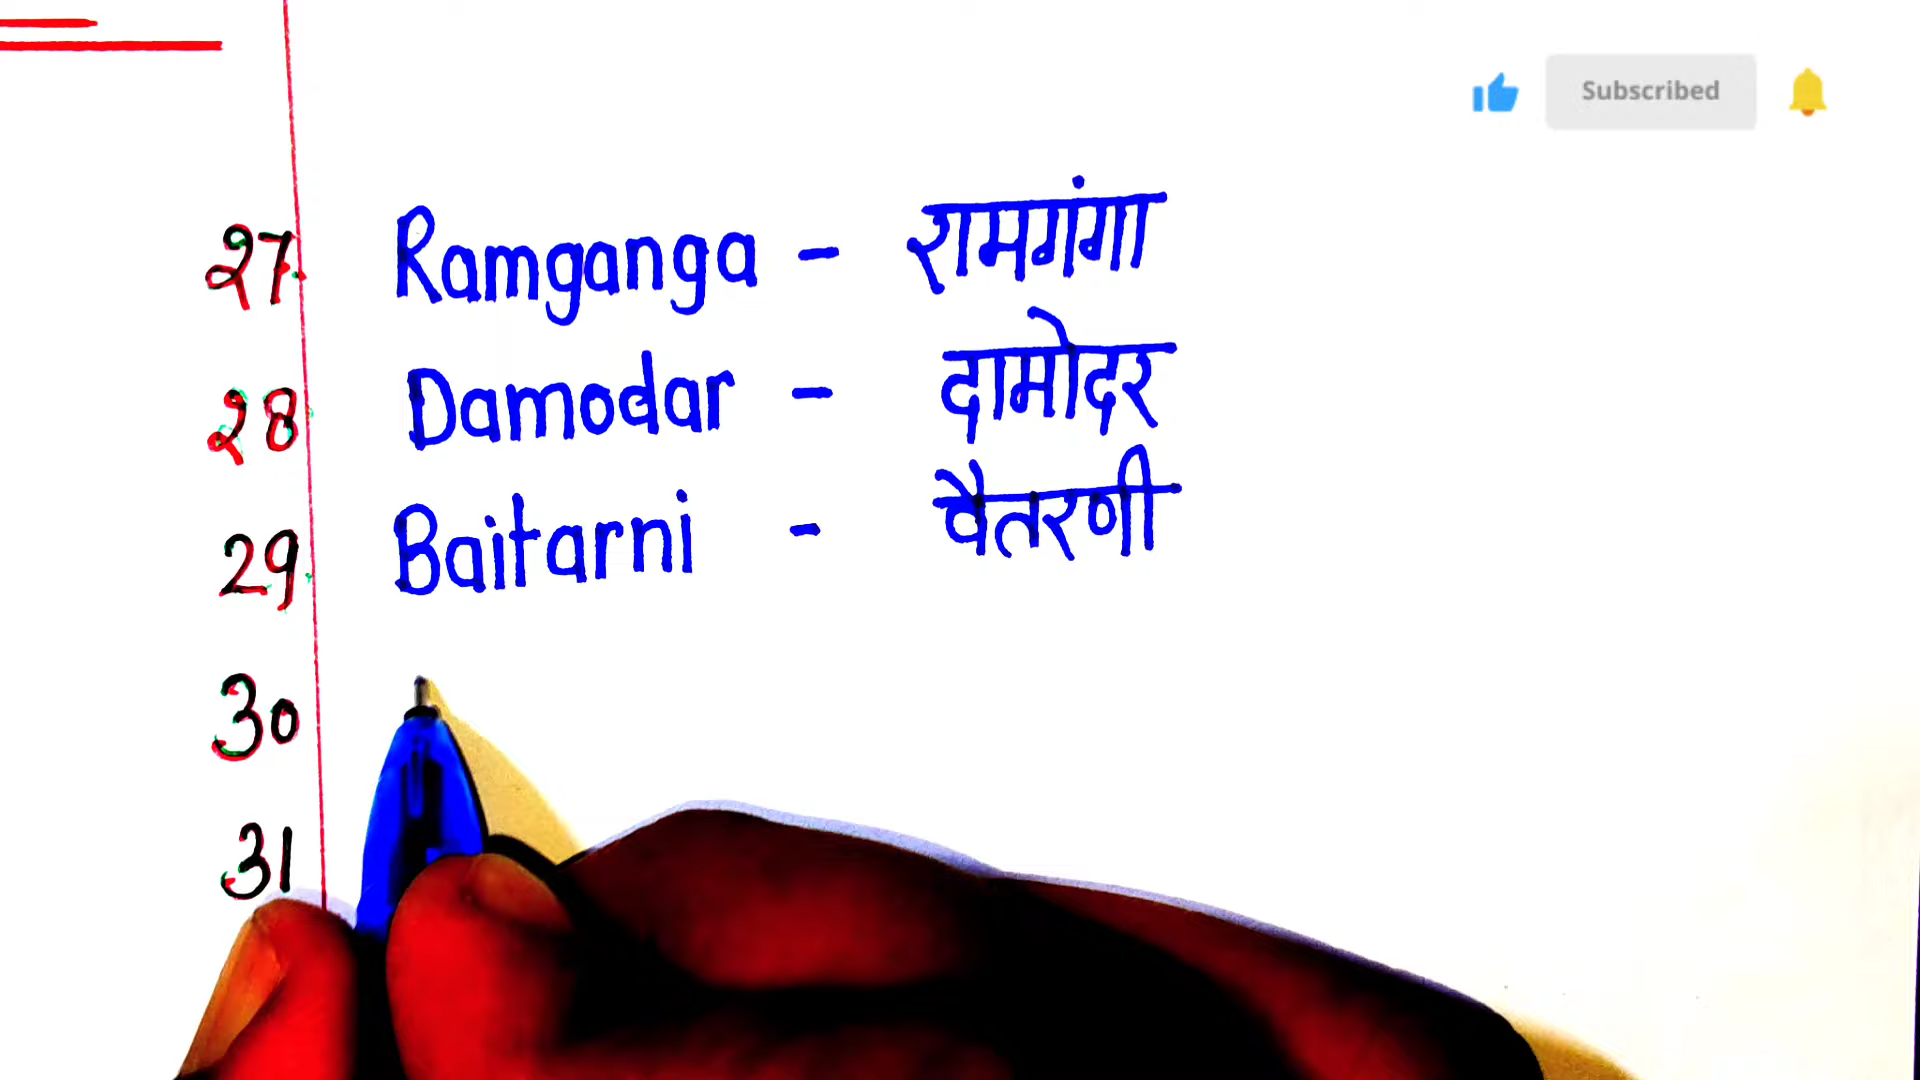 Subscribed
27 Ramganga - रामगंगा
28 Damodar - दामोदर
29 Baitarni - वैतरणी
30
31